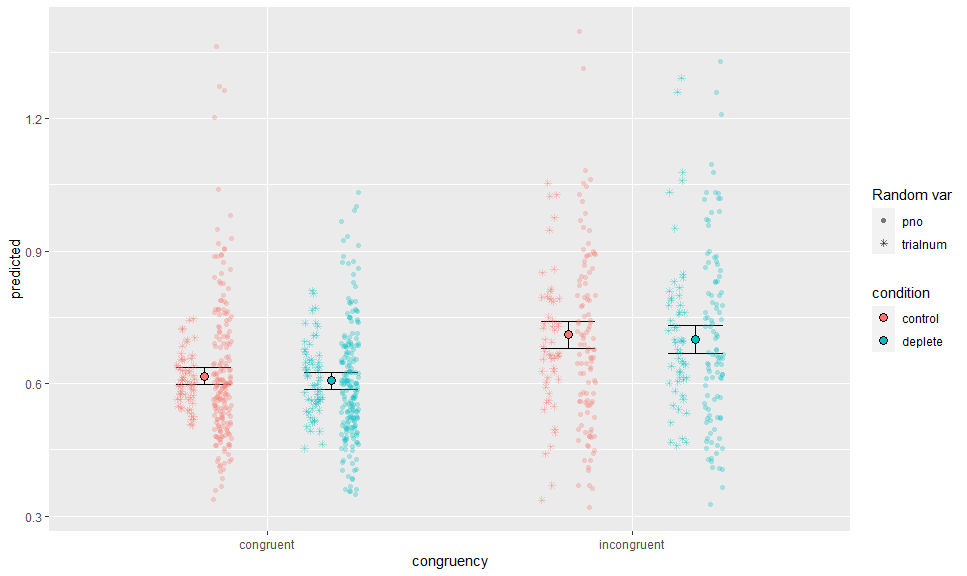 1.2
0.9
0.6
0.3
predicted
congruent
incongruent
congruency
Random var
pno
trialnum
condition
control
deplete